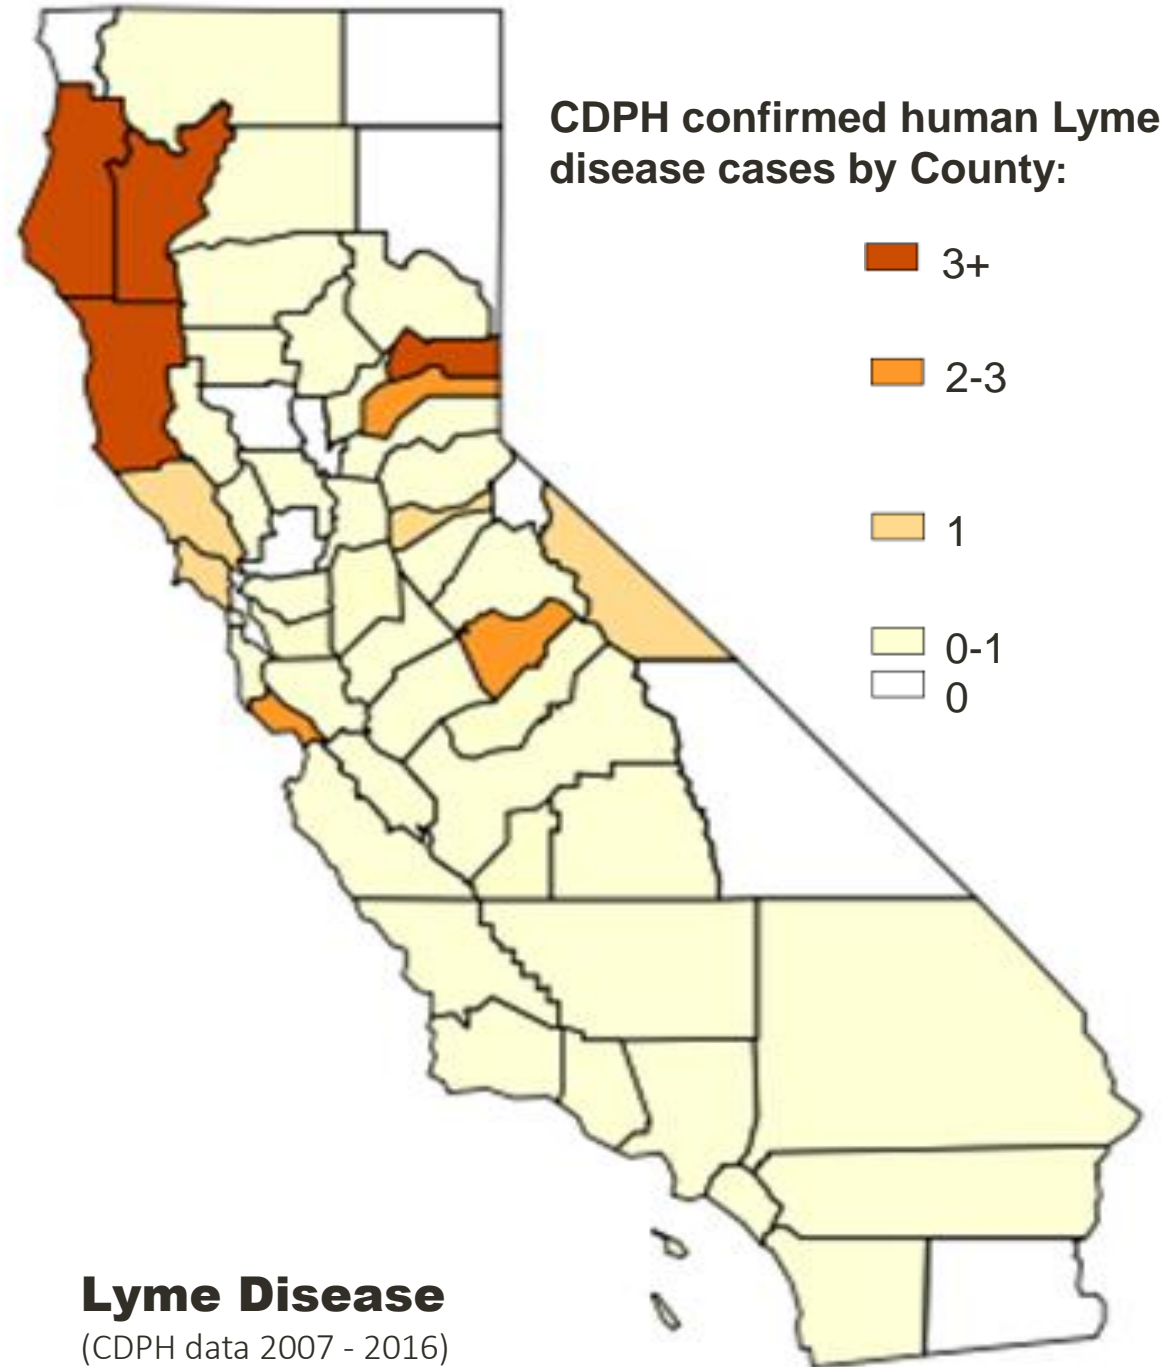 CDPH confirmed human Lyme
disease cases by County:
3+
2-3
1
0-1
0
Lyme Disease
(CDPH data 2007 - 2016)